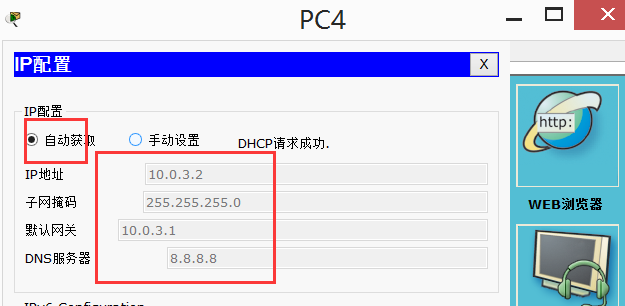 PC4
IP配置
X
IP配置
自动获取
手动设置
DHCP请求成功.
IP地址
10.0.3.2
子网掩码
255.255.255.0
默认网关
10.0.3.1
DNS服务器
8.8.8.8
http:
WEB浏览器
IPv6 Configuration